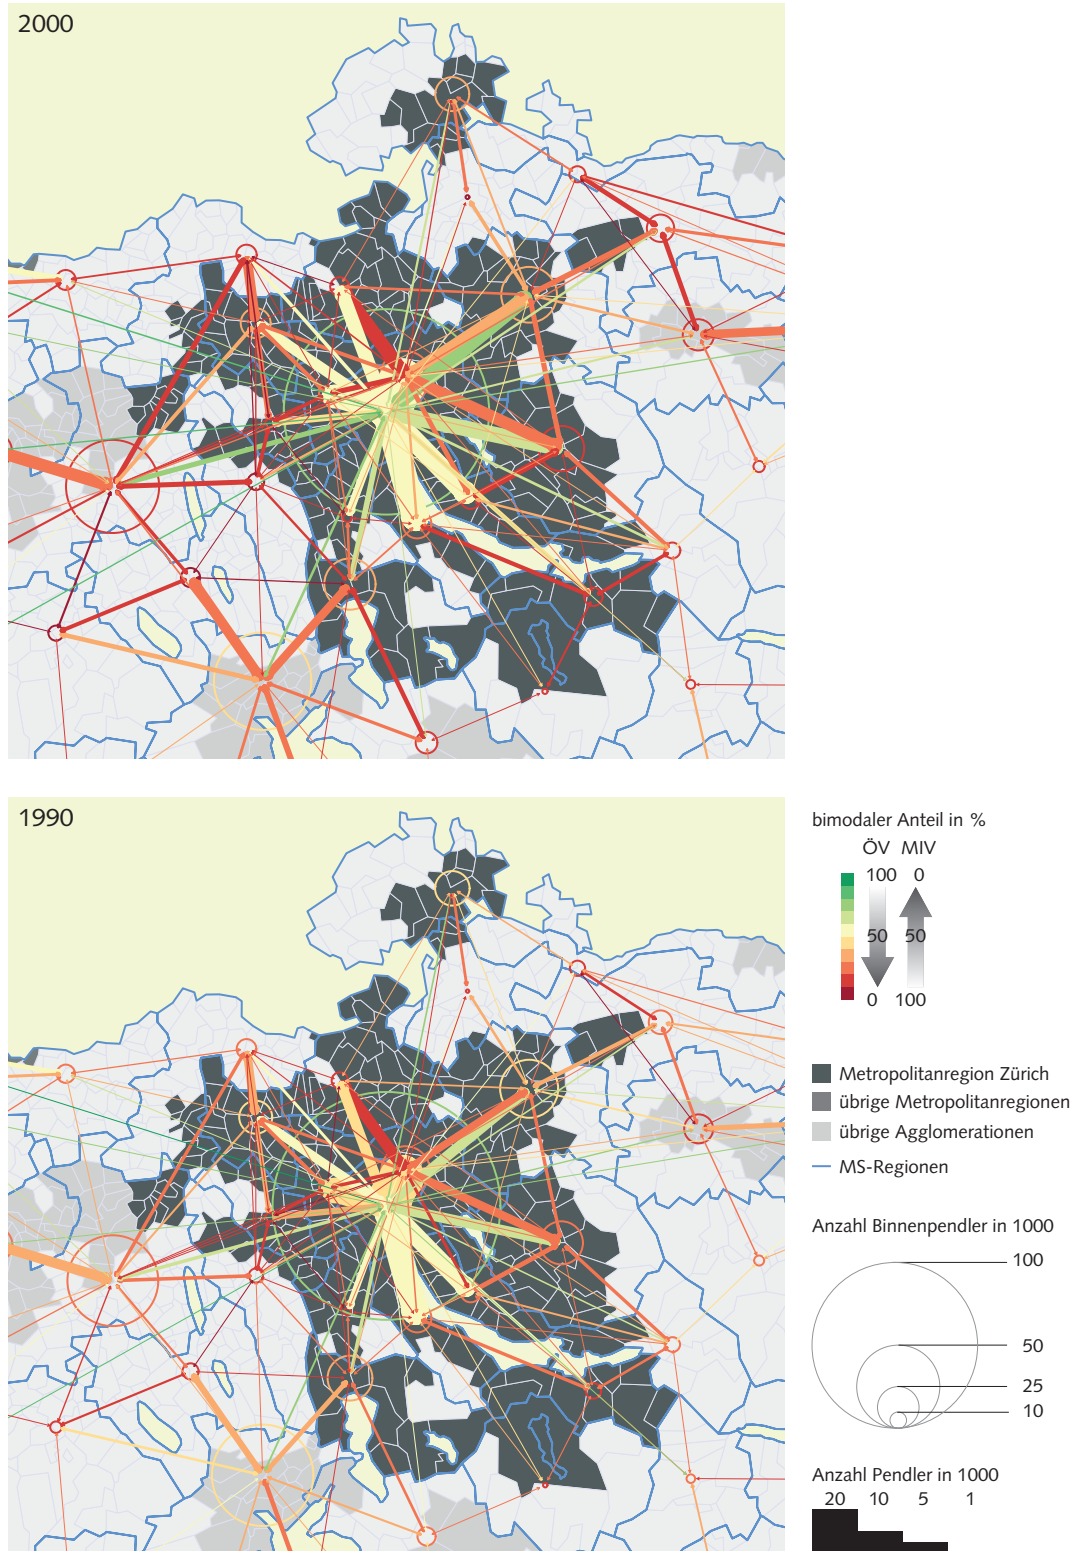 2000
1990
bimodaler Anteil in %
ÖV MIV
100 0
50 50
0 100
Metropolitanregion Zürich
übrige Metropolitanregionen
übrige Agglomerationen
MS-Regionen
Anzahl Binnenpendler in 1000
100
50
25
10
Anzahl Pendler in 1000
20 10 5 1